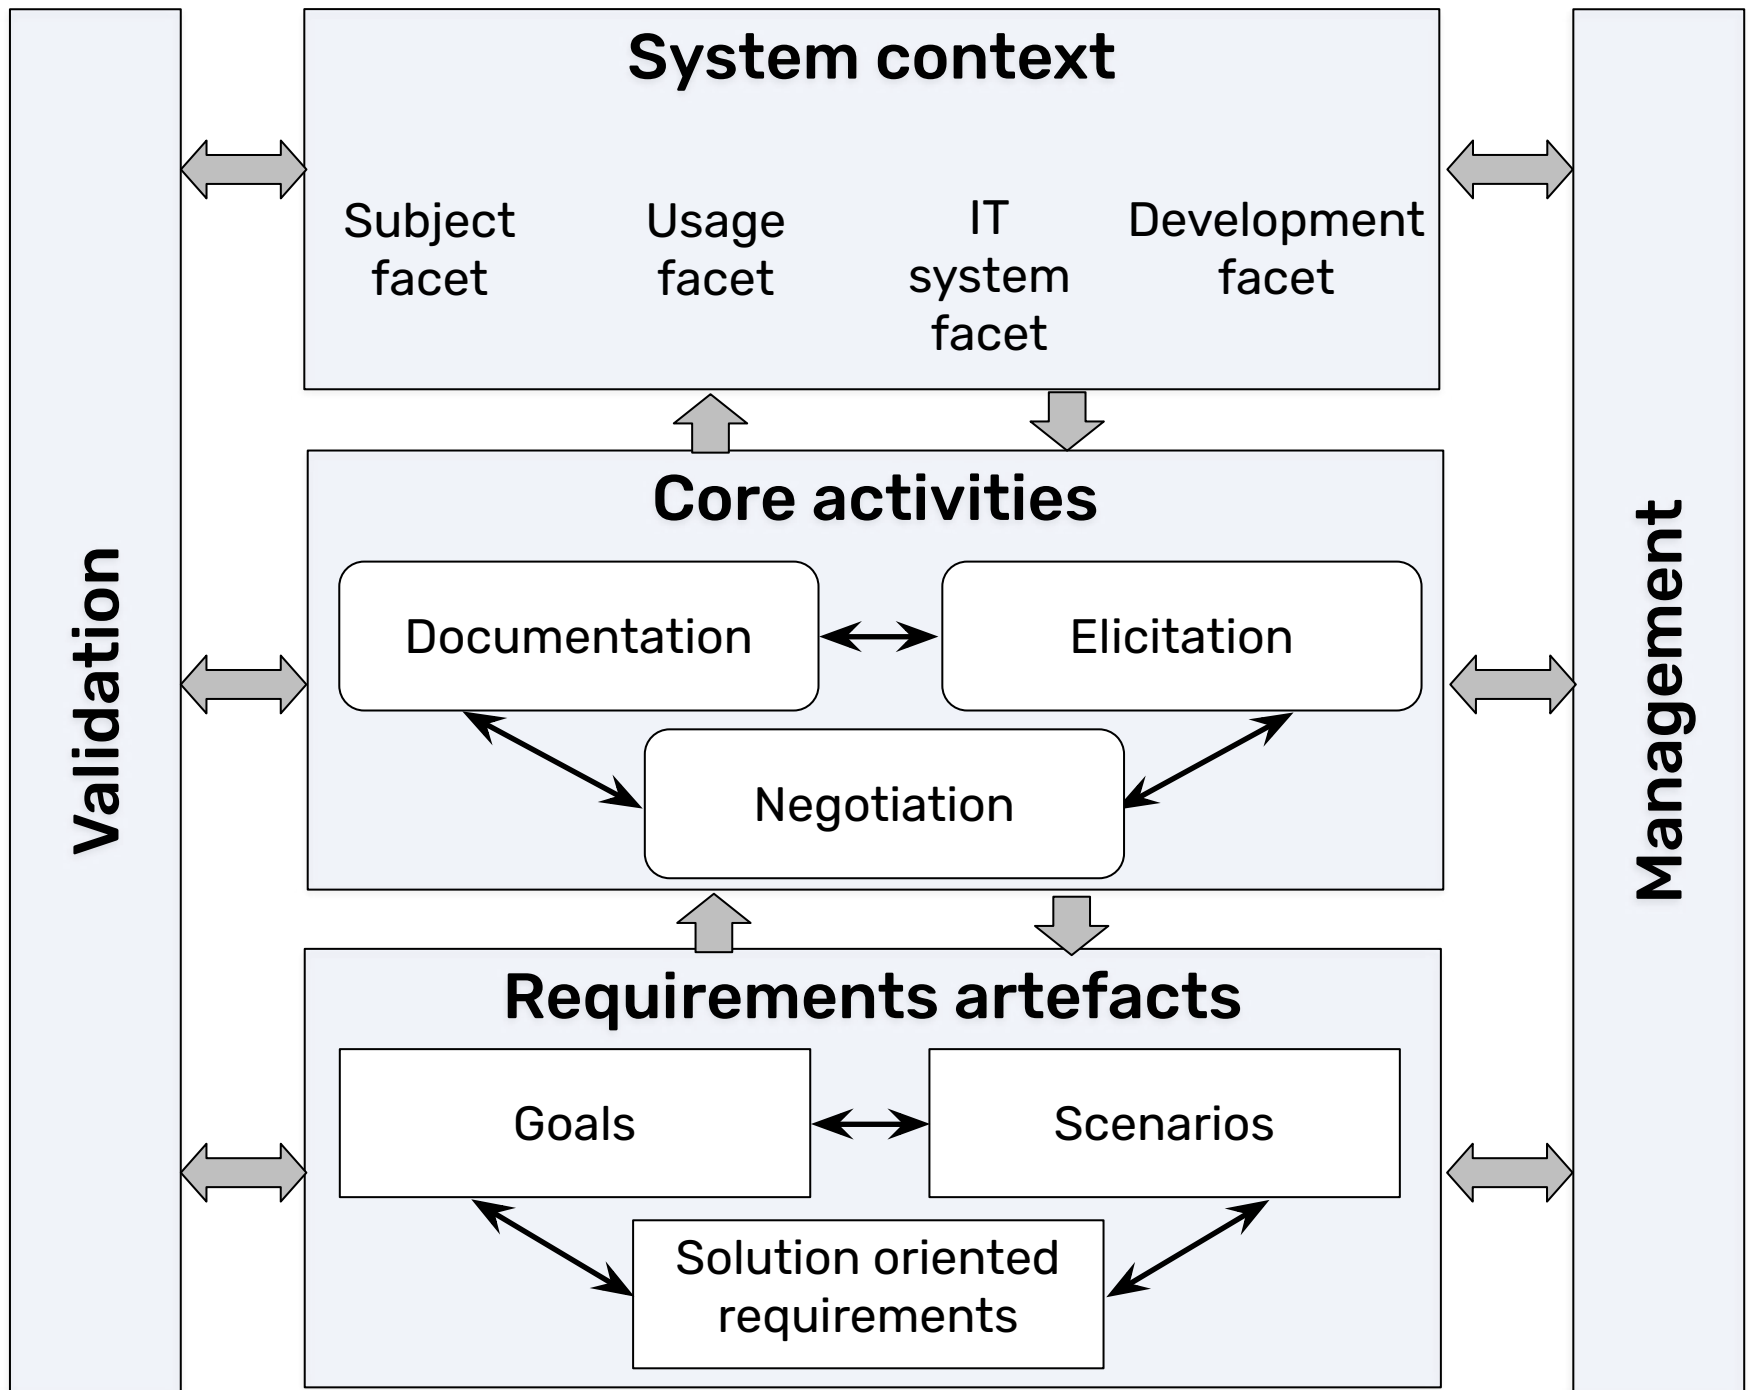 System context
Subject
facet
Usage
facet
IT
system
facet
Development
facet
Core activities
Documentation
Elicitation
Negotiation
Requirements artefacts
Goals
Scenarios
Solution oriented
requirements
Validation
Management